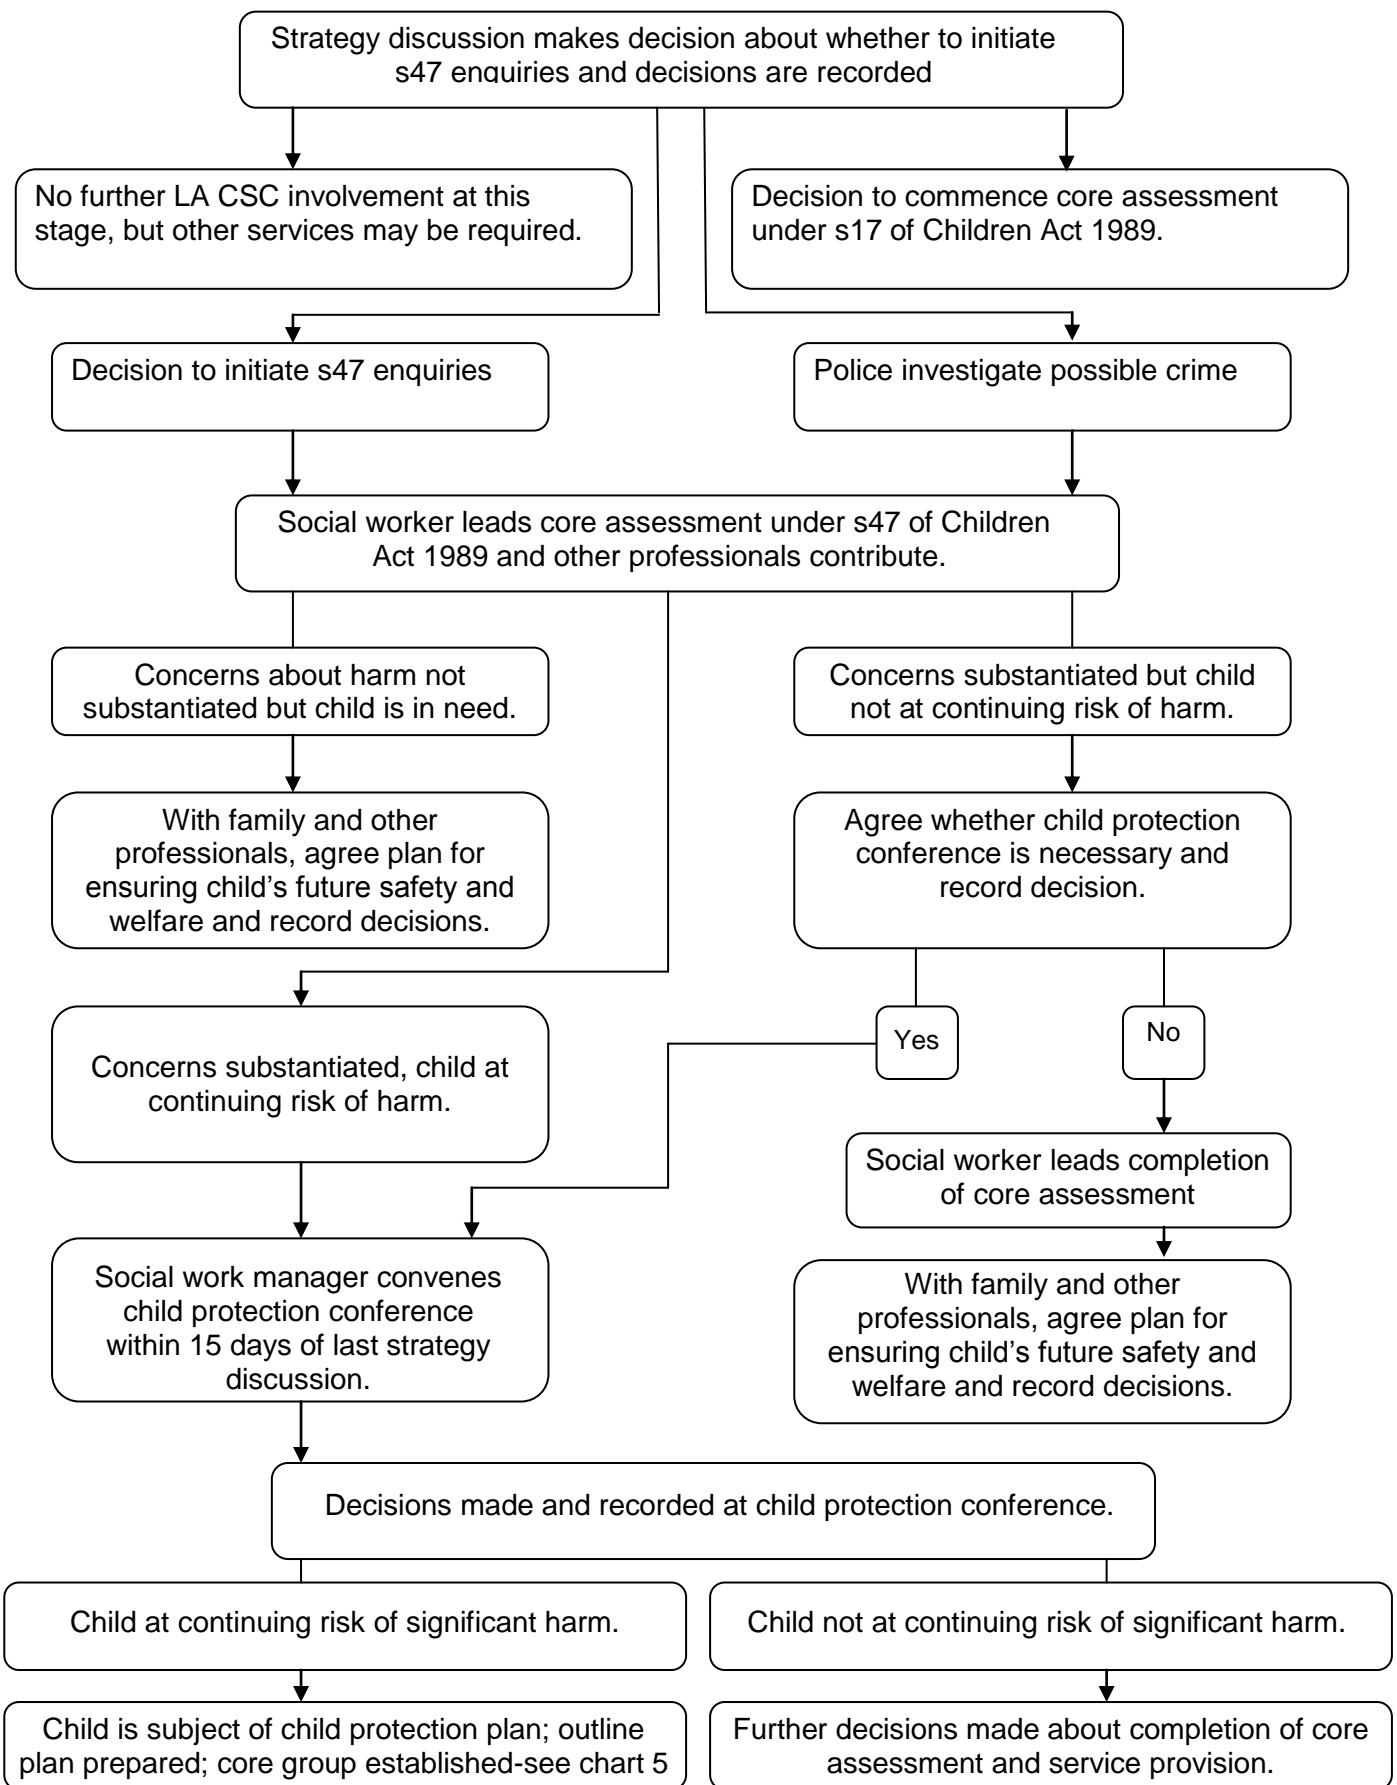 Strategy discussion makes decision about whether to initiate
s47 enquiries and decisions are recorded
No further LA CSC involvement at this
stage, but other services may be required.
Decision to commence core assessment
under s17 of Children Act 1989.
Decision to initiate s47 enquiries
Police investigate possible crime
Social worker leads core assessment under s47 of Children
Act 1989 and other professionals contribute.
Concerns about harm not
substantiated but child is in need.
Concerns substantiated but child
not at continuing risk of harm.
With family and other
professionals, agree plan for
ensuring child’s future safety and
welfare and record decisions.
Agree whether child protection
conference is necessary and
record decision.
Yes
No
Concerns substantiated, child at
continuing risk of harm.
Social worker leads completion
of core assessment
Social work manager convenes
child protection conference
within 15 days of last strategy
discussion.
With family and other
professionals, agree plan for
ensuring child’s future safety and
welfare and record decisions.
Decisions made and recorded at child protection conference.
Child at continuing risk of significant harm.
Child not at continuing risk of significant harm.
Child is subject of child protection plan; outline
plan prepared; core group established-see chart 5
Further decisions made about completion of core
assessment and service provision.